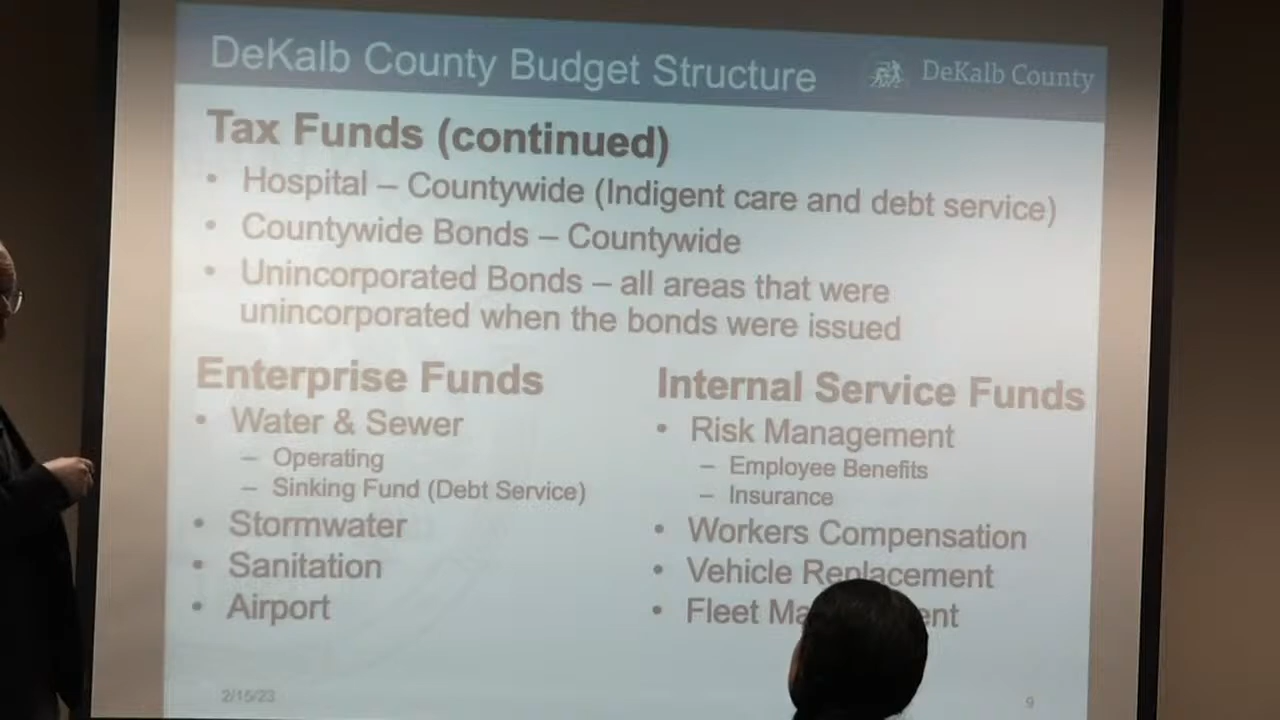 DeKalb County Budget Structure
DeKalb County
Tax Funds (continued)
• Hospital – Countywide (Indigent care and debt service)
• Countywide Bonds – Countywide
• Unincorporated Bonds – all areas that were
unincorporated when the bonds were issued
Enterprise Funds
• Water & Sewer
– Operating
– Sinking Fund (Debt Service)
• Stormwater
• Sanitation
• Airport
Internal Service Funds
• Risk Management
– Employee Benefits
– Insurance
• Workers Compensation
• Vehicle Replacement
• Fleet
2/15/23
9